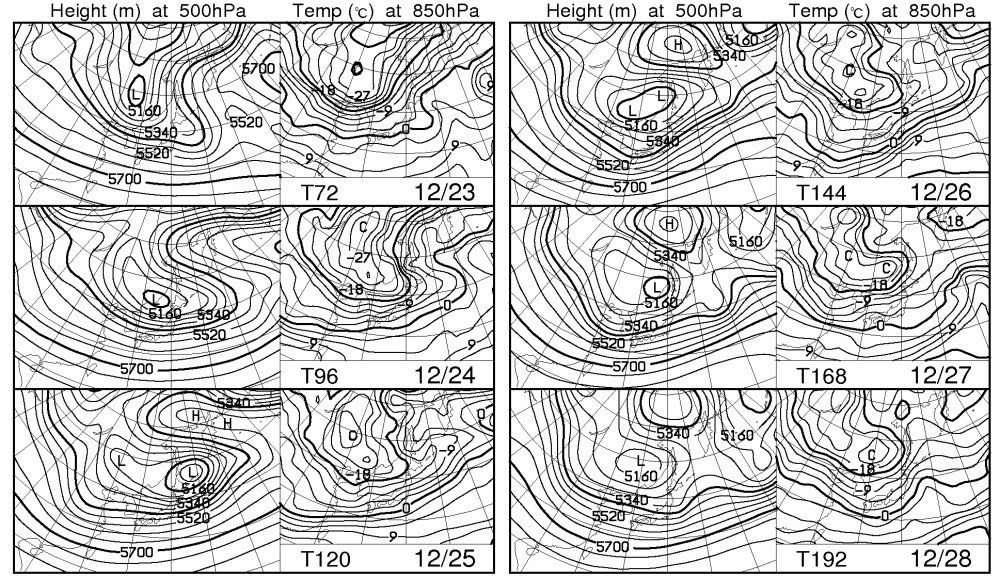 Height (m) at 500hPa Temp (℃) at 850hPa Height (m) at 500hPa Temp (℃) at 850hPa
L 5160 5340 5520 5700 5700 5520
-18 -27 -9 0 9 9
T72 12/23
L 5160 5340 5520 5700
C -27 -18 -9 0 9 9
T96 12/24
5340 H H L L 5160 5340 5520 5700
-18 -9 0
T120 12/25
H 5160 5340 L L 5160 5340 5520 5700
C -18 -9 0 9 9
T144 12/26
H 5340 5160 L 5160 5340 5520 5700
-18 C C -18 -9 0 9 9
T168 12/27
5340 5160 L 5160 5340 5520 5700
C -18 -9 0
T192 12/28